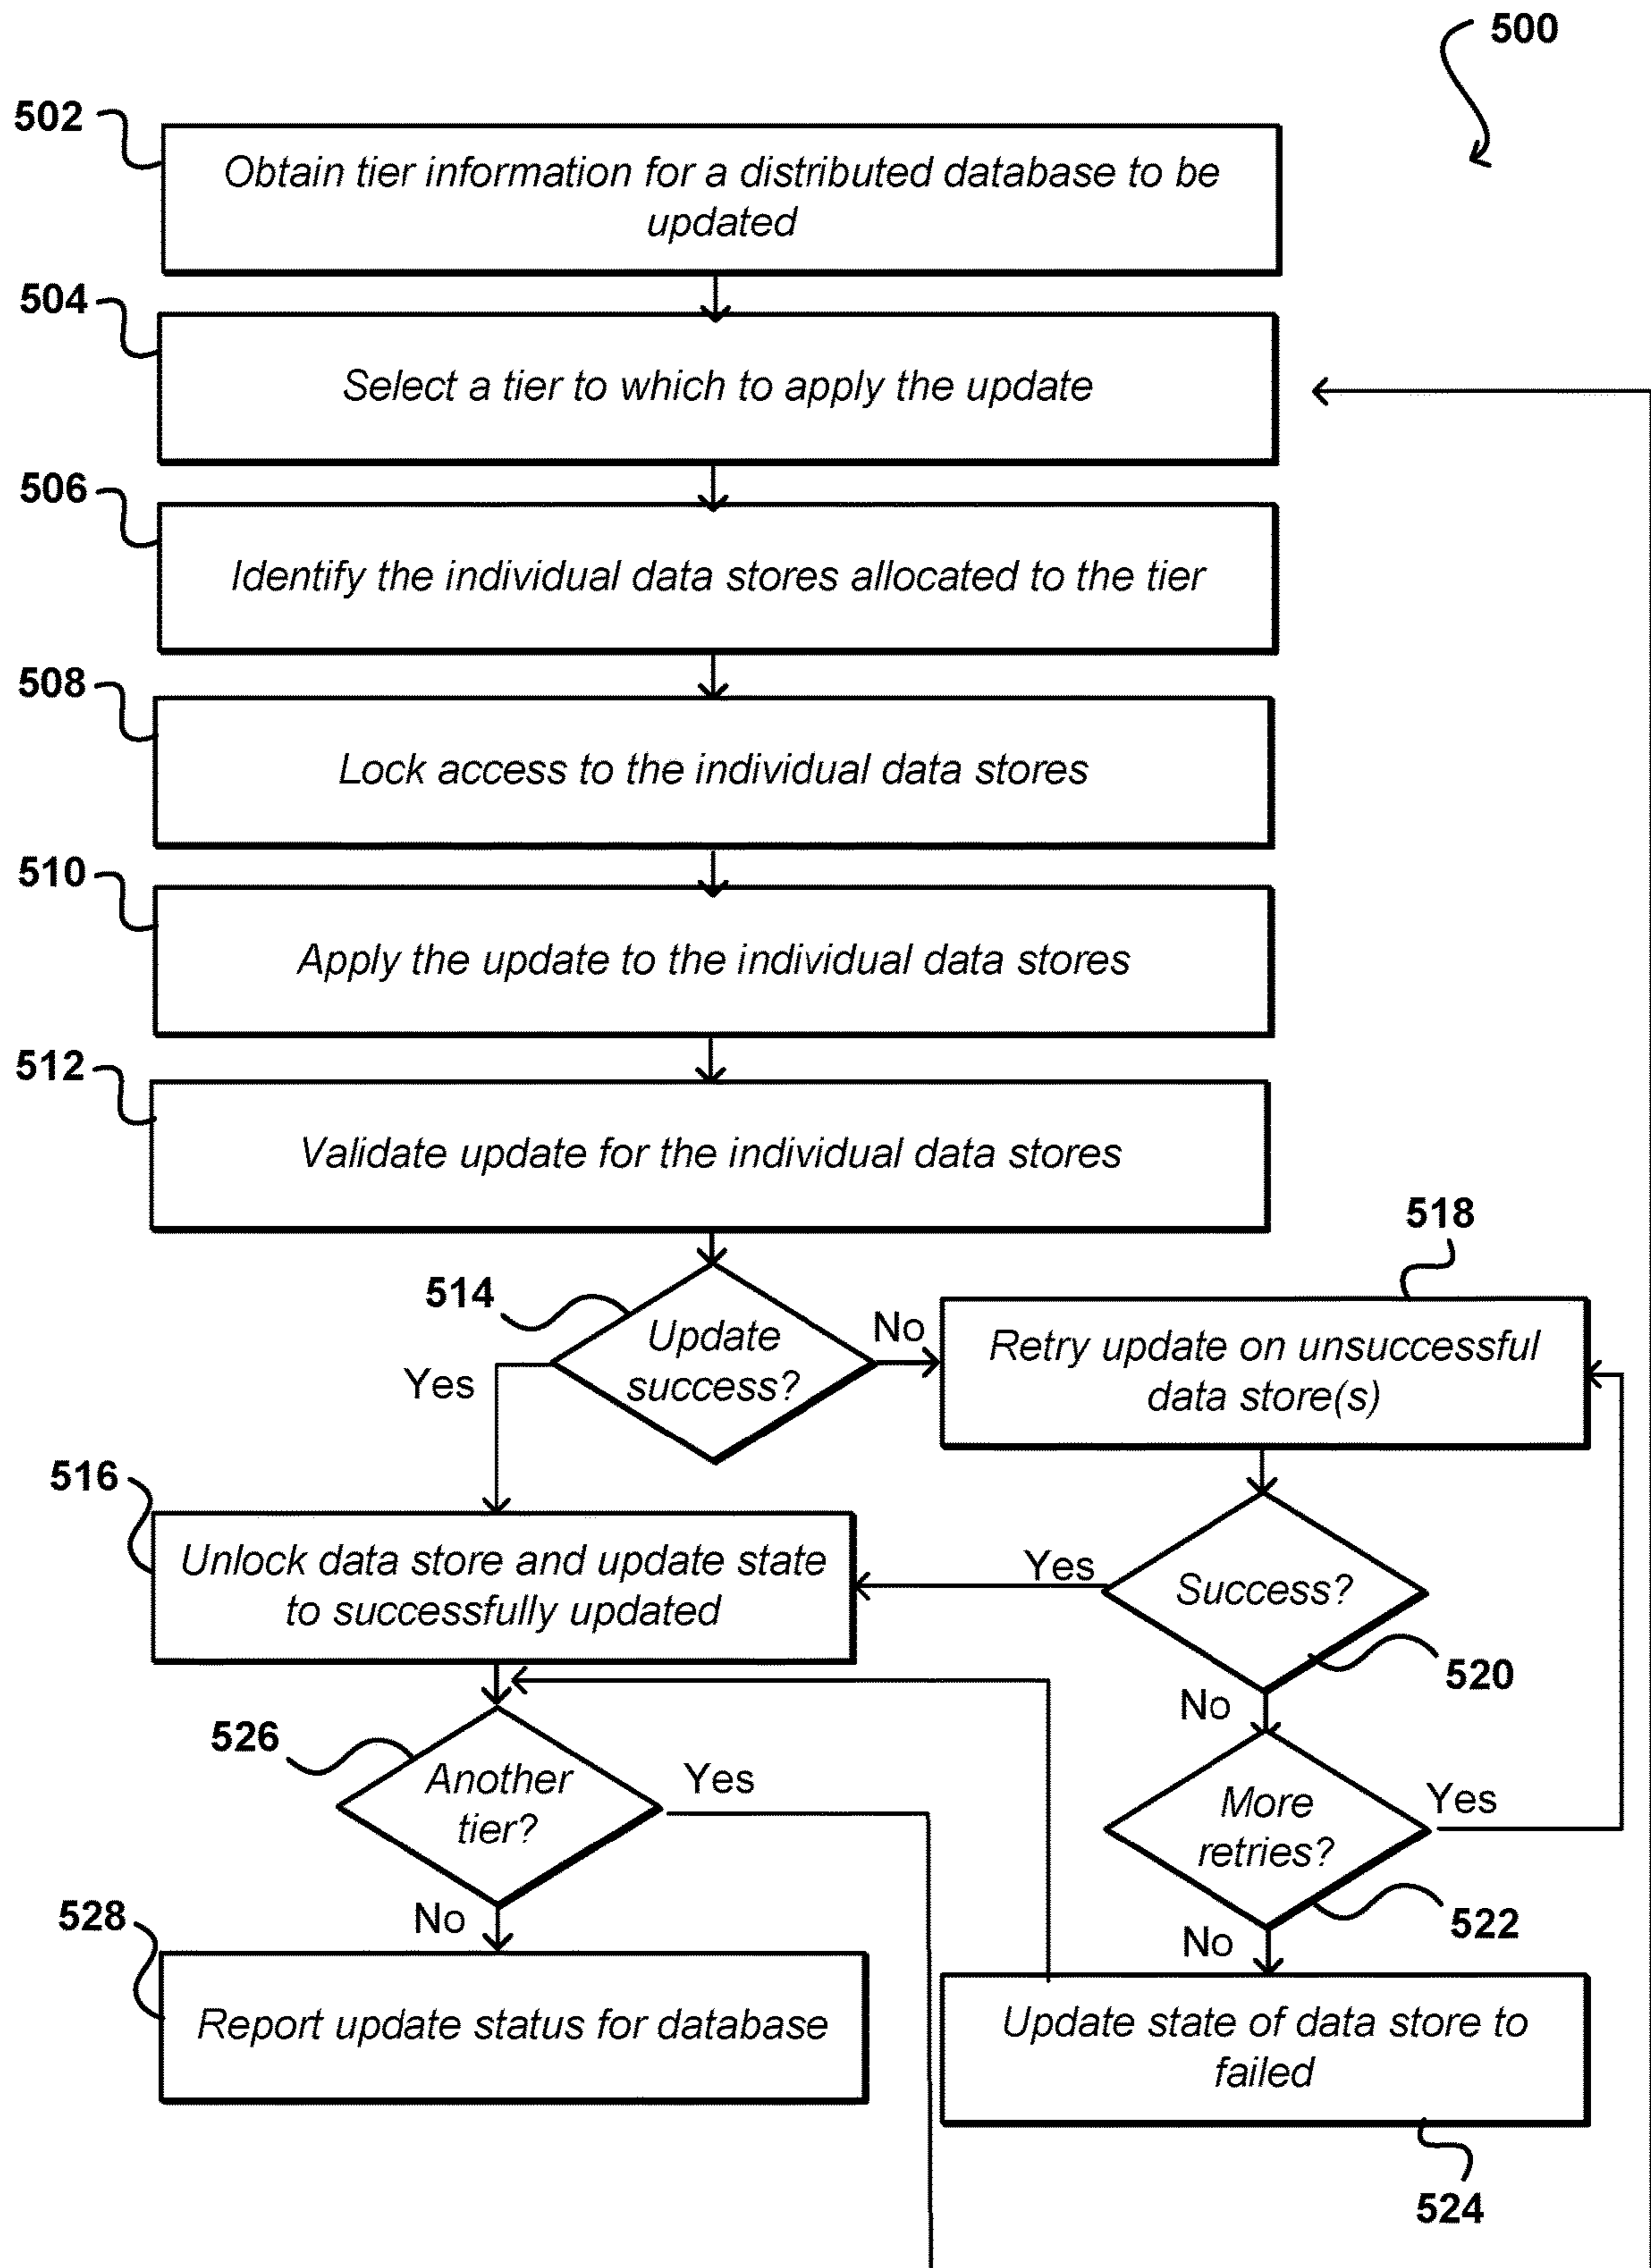 500
502
Obtain tier information for a distributed database to be
updated
504
Select a tier to which to apply the update
506
Identify the individual data stores allocated to the tier
508
Lock access to the individual data stores
510
Apply the update to the individual data stores
512
Validate update for the individual data stores
518
514
Update
success?
No
Yes
Retry update on unsuccessful
data store(s)
516
Unlock data store and update state
to successfully updated
Yes
Success?
520
No
526
Another
tier?
Yes
More
retries?
Yes
522
No
No
528
Report update status for database
Update state of data store to
failed
524